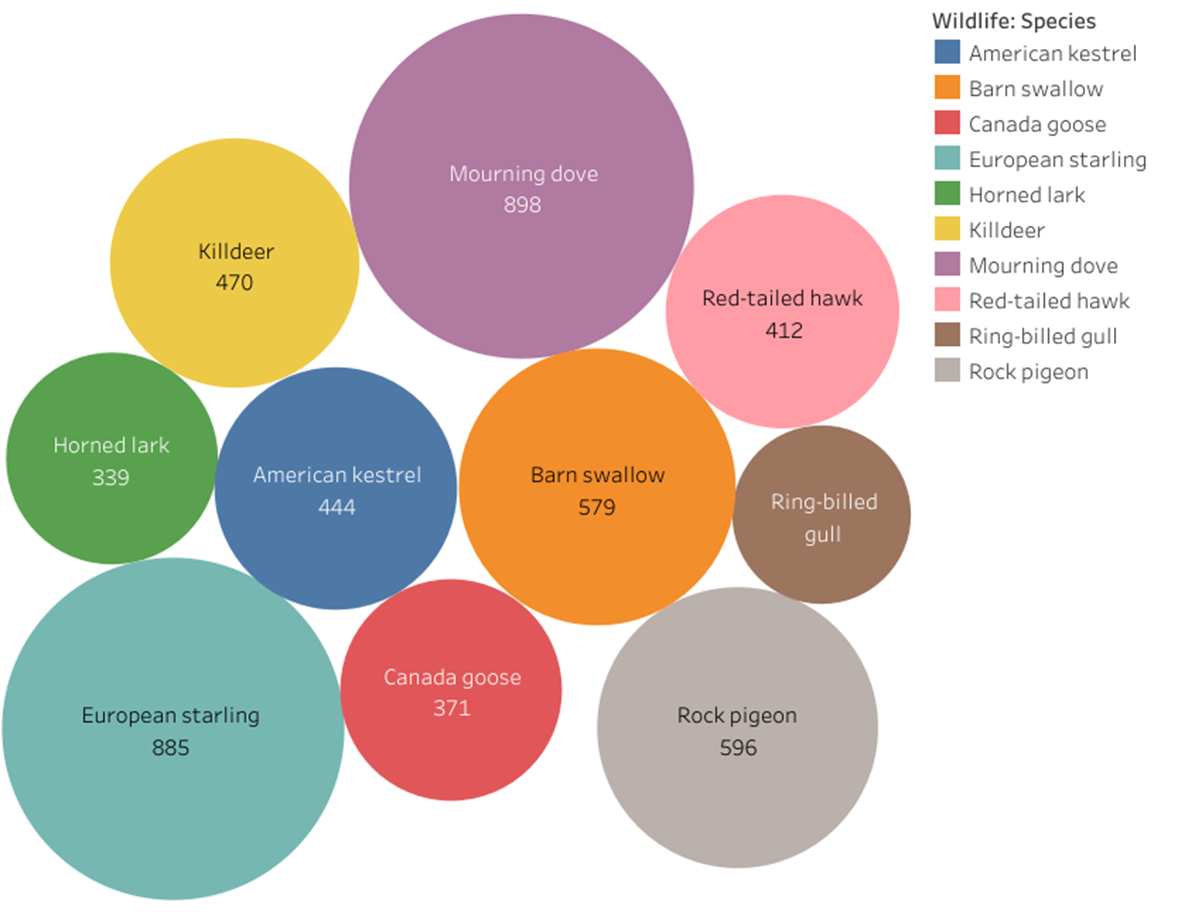 Wildlife: Species
American kestrel
Barn swallow
Canada goose
European starling
Horned lark
Killdeer
Mourning dove
Red-tailed hawk
Ring-billed gull
Rock pigeon
Mourning dove
898
Killdeer
470
Red-tailed hawk
412
Horned lark
339
American kestrel
444
Barn swallow
579
Ring-billed
gull
European starling
885
Canada goose
371
Rock pigeon
596